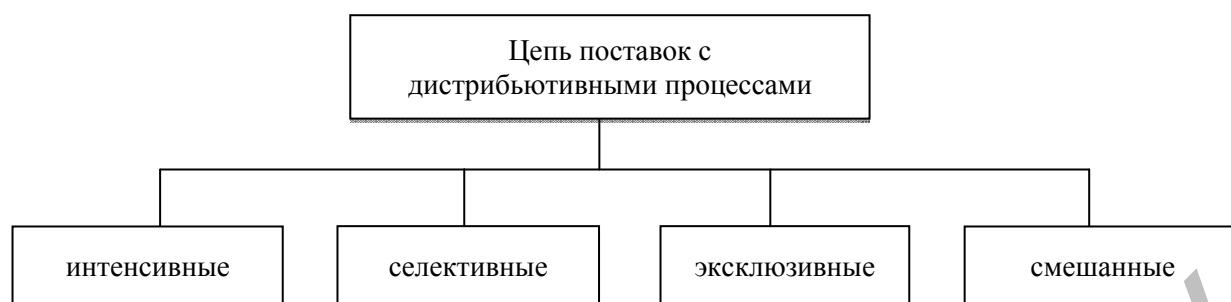 Цепь поставок с
дистрибьютивными процессами
интенсивные
селективные
эксклюзивные
смешанные